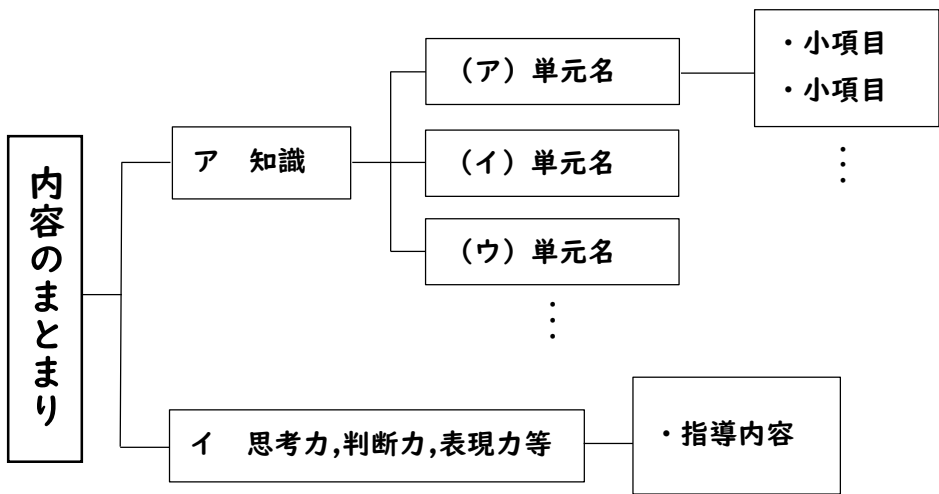 内容のまとまり
ア　知識
（ア）単元名
・小項目
・小項目
⋮
（イ）単元名
（ウ）単元名
⋮
イ　思考力,判断力,表現力等
・指導内容